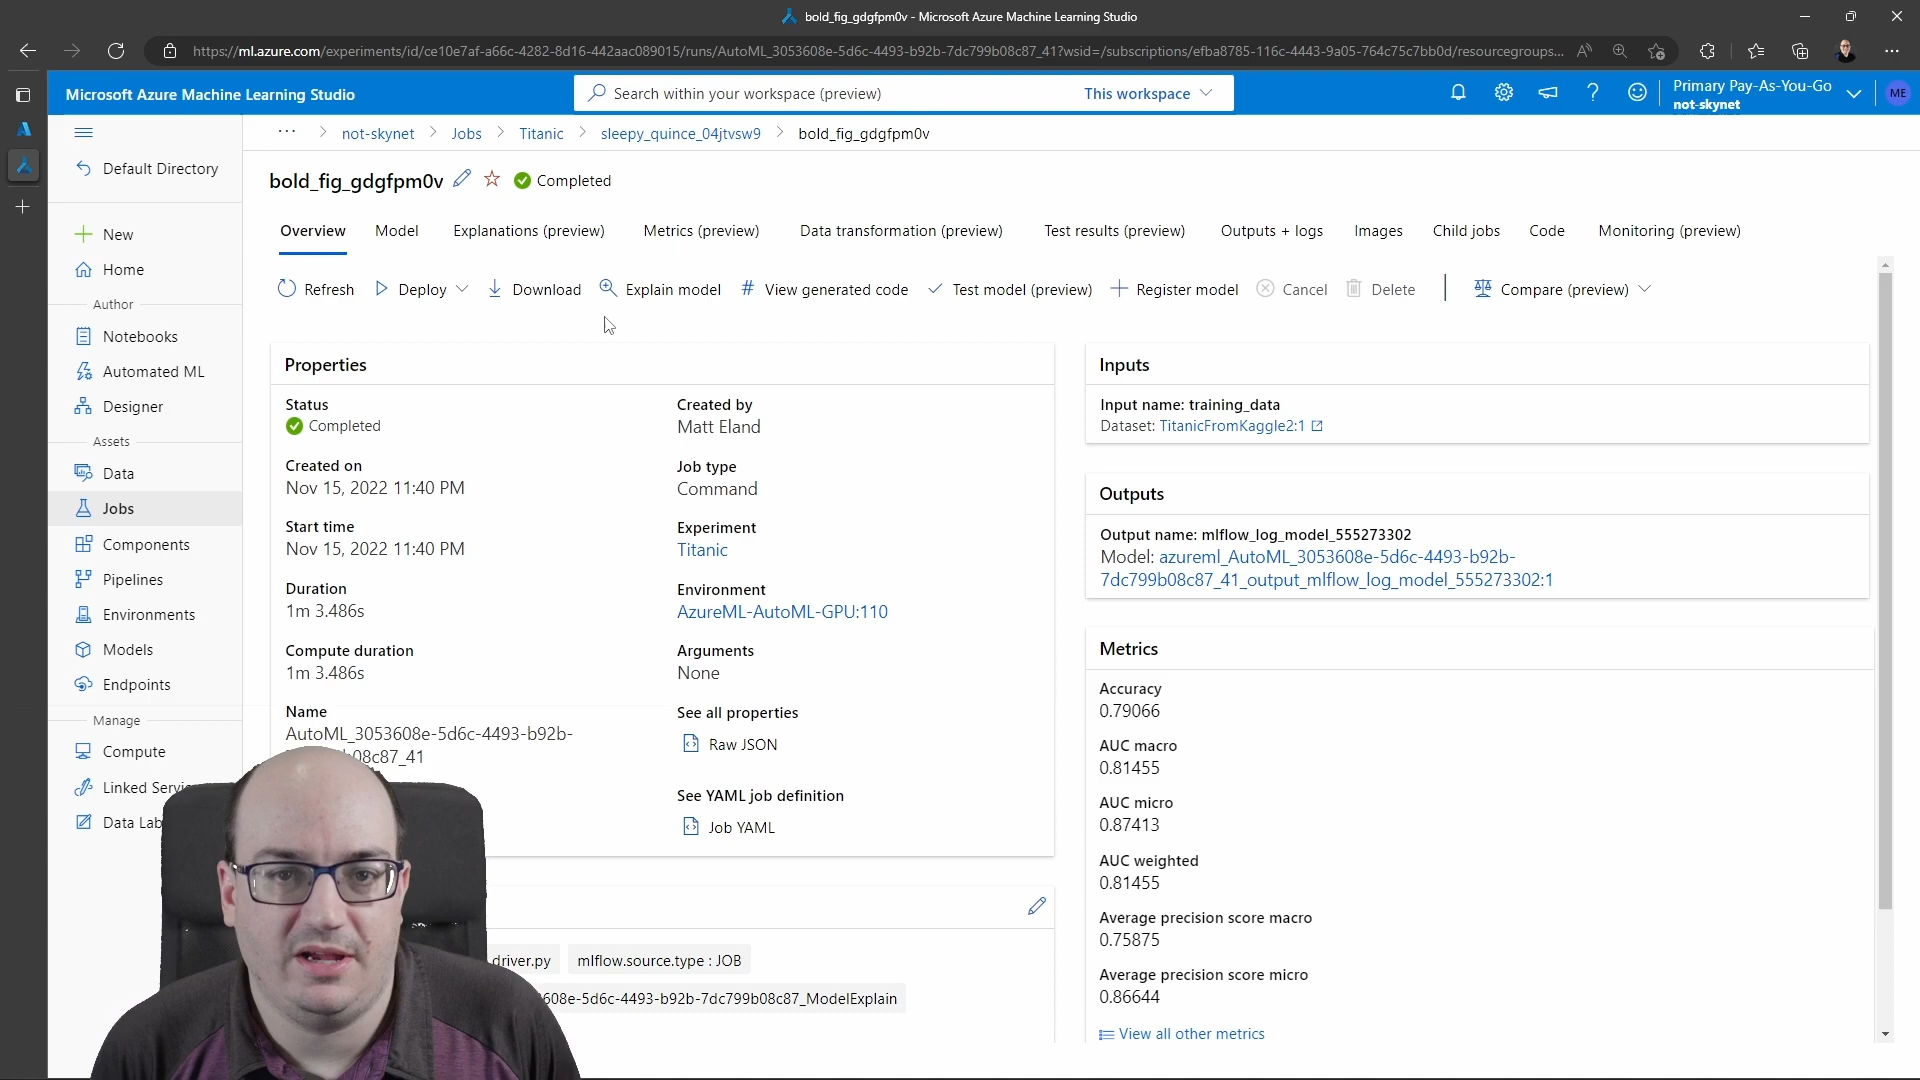 bold_fig_gdgfpm0v - Microsoft Azure Machine Learning Studio
https://ml.azure.com/experiments/id/ce10e7af-a66c-4282-8d16-442aac089015/runs/AutoML_3053608e-5d6c-4493-b92b-7dc799b08c87_41?wsid=/subscriptions/efba8785-116c-4443-9a05-764c75c7bb0d/resourcegroups...
Microsoft Azure Machine Learning Studio
Search within your workspace (preview)
This workspace
Primary Pay-As-You-Go
not-skynet
ME
... > not-skynet > Jobs > Titanic > sleepy_quince_04jtvsw9 > bold_fig_gdgfpm0v
Default Directory
New
Home
Author
Notebooks
Automated ML
Designer
Assets
Data
Jobs
Components
Pipelines
Environments
Models
Endpoints
Manage
Compute
Linked Servi
Data Lab
bold_fig_gdgfpm0v
Completed
Overview
Model
Explanations (preview)
Metrics (preview)
Data transformation (preview)
Test results (preview)
Outputs + logs
Images
Child jobs
Code
Monitoring (preview)
Refresh
Deploy
Download
Explain model
View generated code
Test model (preview)
Register model
Cancel
Delete
Compare (preview)
Properties
Status
Completed
Created on
Nov 15, 2022 11:40 PM
Start time
Nov 15, 2022 11:40 PM
Duration
1m 3.486s
Compute duration
1m 3.486s
Name
AutoML_3053608e-5d6c-4493-b92b-
b08c87_41
Created by
Matt Eland
Job type
Command
Experiment
Titanic
Environment
AzureML-AutoML-GPU:110
Arguments
None
See all properties
Raw JSON
See YAML job definition
Job YAML
driver.py
mlflow.source.type : JOB
608e-5d6c-4493-b92b-7dc799b08c87_ModelExplain
Inputs
Input name: training_data
Dataset: TitanicFromKaggle2:1
Outputs
Output name: mlflow_log_model_555273302
Model: azureml_AutoML_3053608e-5d6c-4493-b92b-
7dc799b08c87_41_output_mlflow_log_model_555273302:1
Metrics
Accuracy
0.79066
AUC macro
0.81455
AUC micro
0.87413
AUC weighted
0.81455
Average precision score macro
0.75875
Average precision score micro
0.86644
View all other metrics